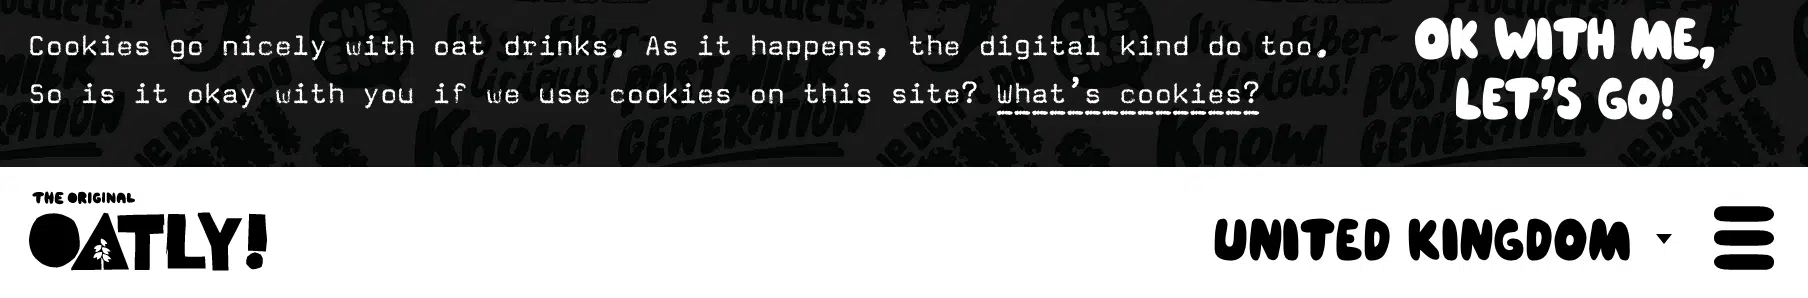 Cookies go nicely with oat drinks. As it happens, the digital kind do too.
So is it okay with you if we use cookies on this site? What's cookies?
OK WITH ME,
LET'S GO!
THE ORIGINAL
OATLY!
UNITED KINGDOM